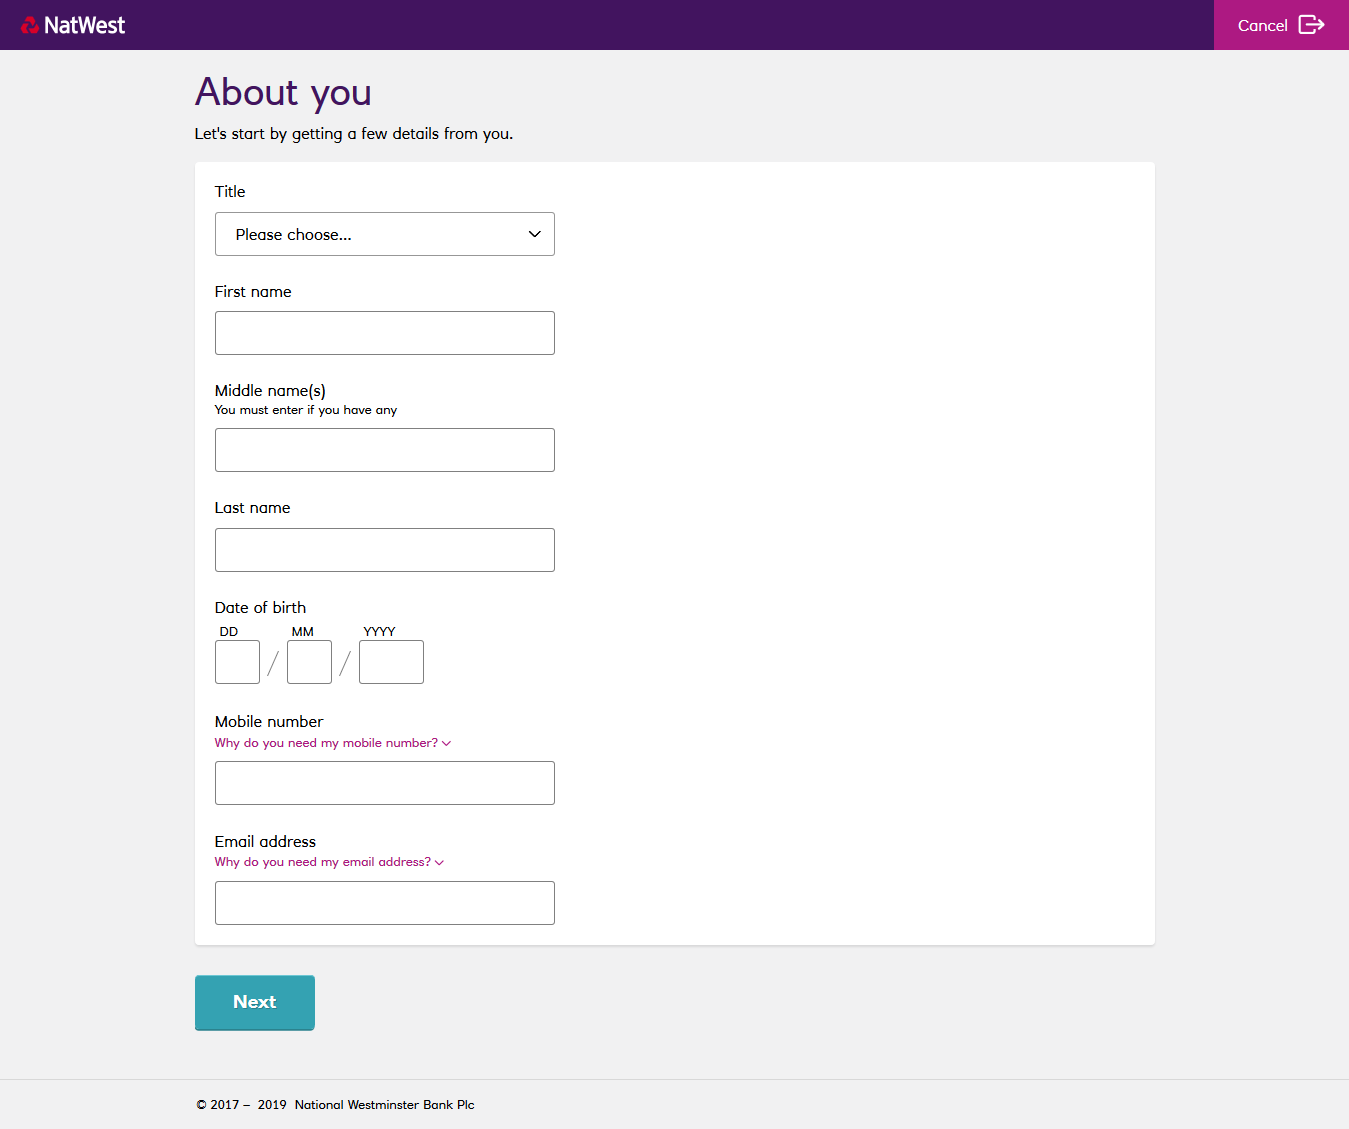 NatWest
Cancel
About you
Let's start by getting a few details from you.
Title
Please choose...
First name
Middle name(s)
You must enter if you have any
Last name
Date of birth
DD MM YYYY
/ /
Mobile number
Why do you need my mobile number?
Email address
Why do you need my email address?
Next
© 2017 – 2019 National Westminster Bank Plc